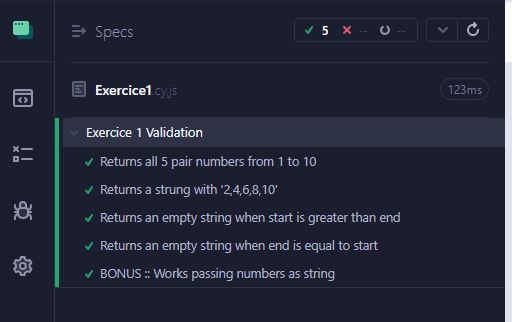 Specs
5 -- --
Exercice1.cy.js
123ms
Exercice 1 Validation
Returns all 5 pair numbers from 1 to 10
Returns a strung with '2,4,6,8,10'
Returns an empty string when start is greater than end
Returns an empty string when end is equal to start
BONUS :: Works passing numbers as string